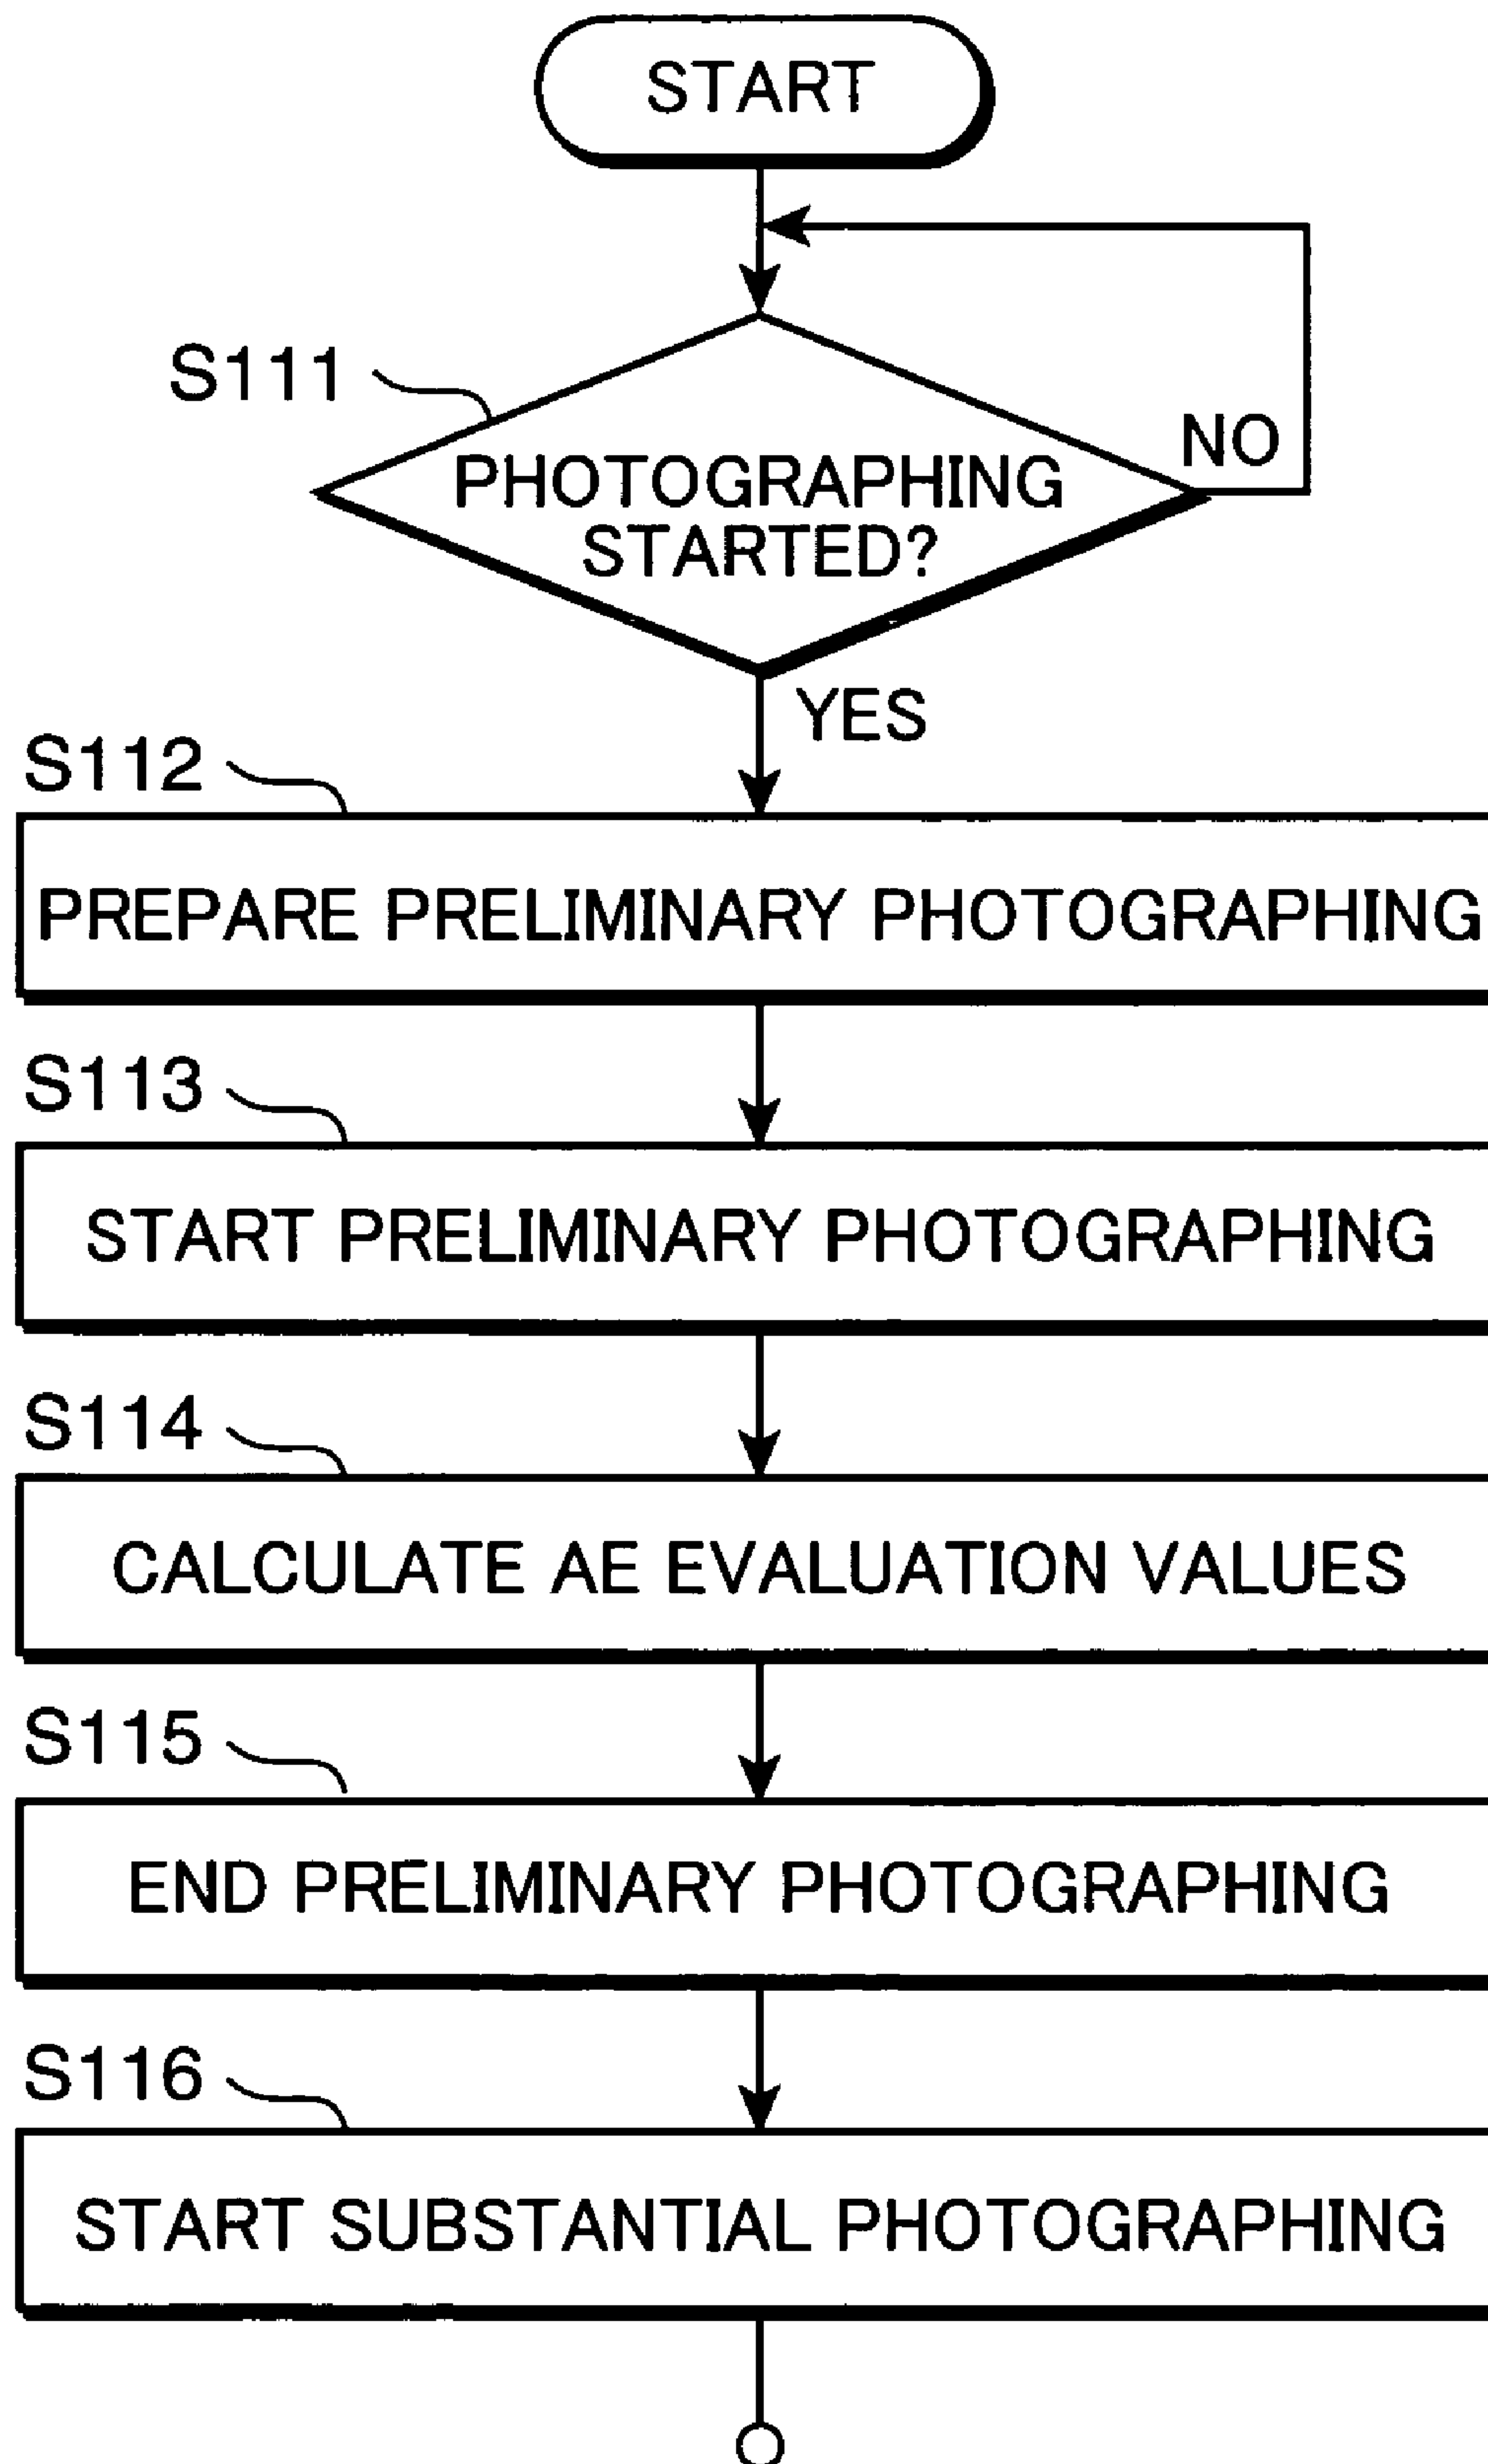 START
S111
PHOTOGRAPHING
STARTED?
NO
YES
S112
PREPARE PRELIMINARY PHOTOGRAPHING
S113
START PRELIMINARY PHOTOGRAPHING
S114
CALCULATE AE EVALUATION VALUES
S115
END PRELIMINARY PHOTOGRAPHING
S116
START SUBSTANTIAL PHOTOGRAPHING